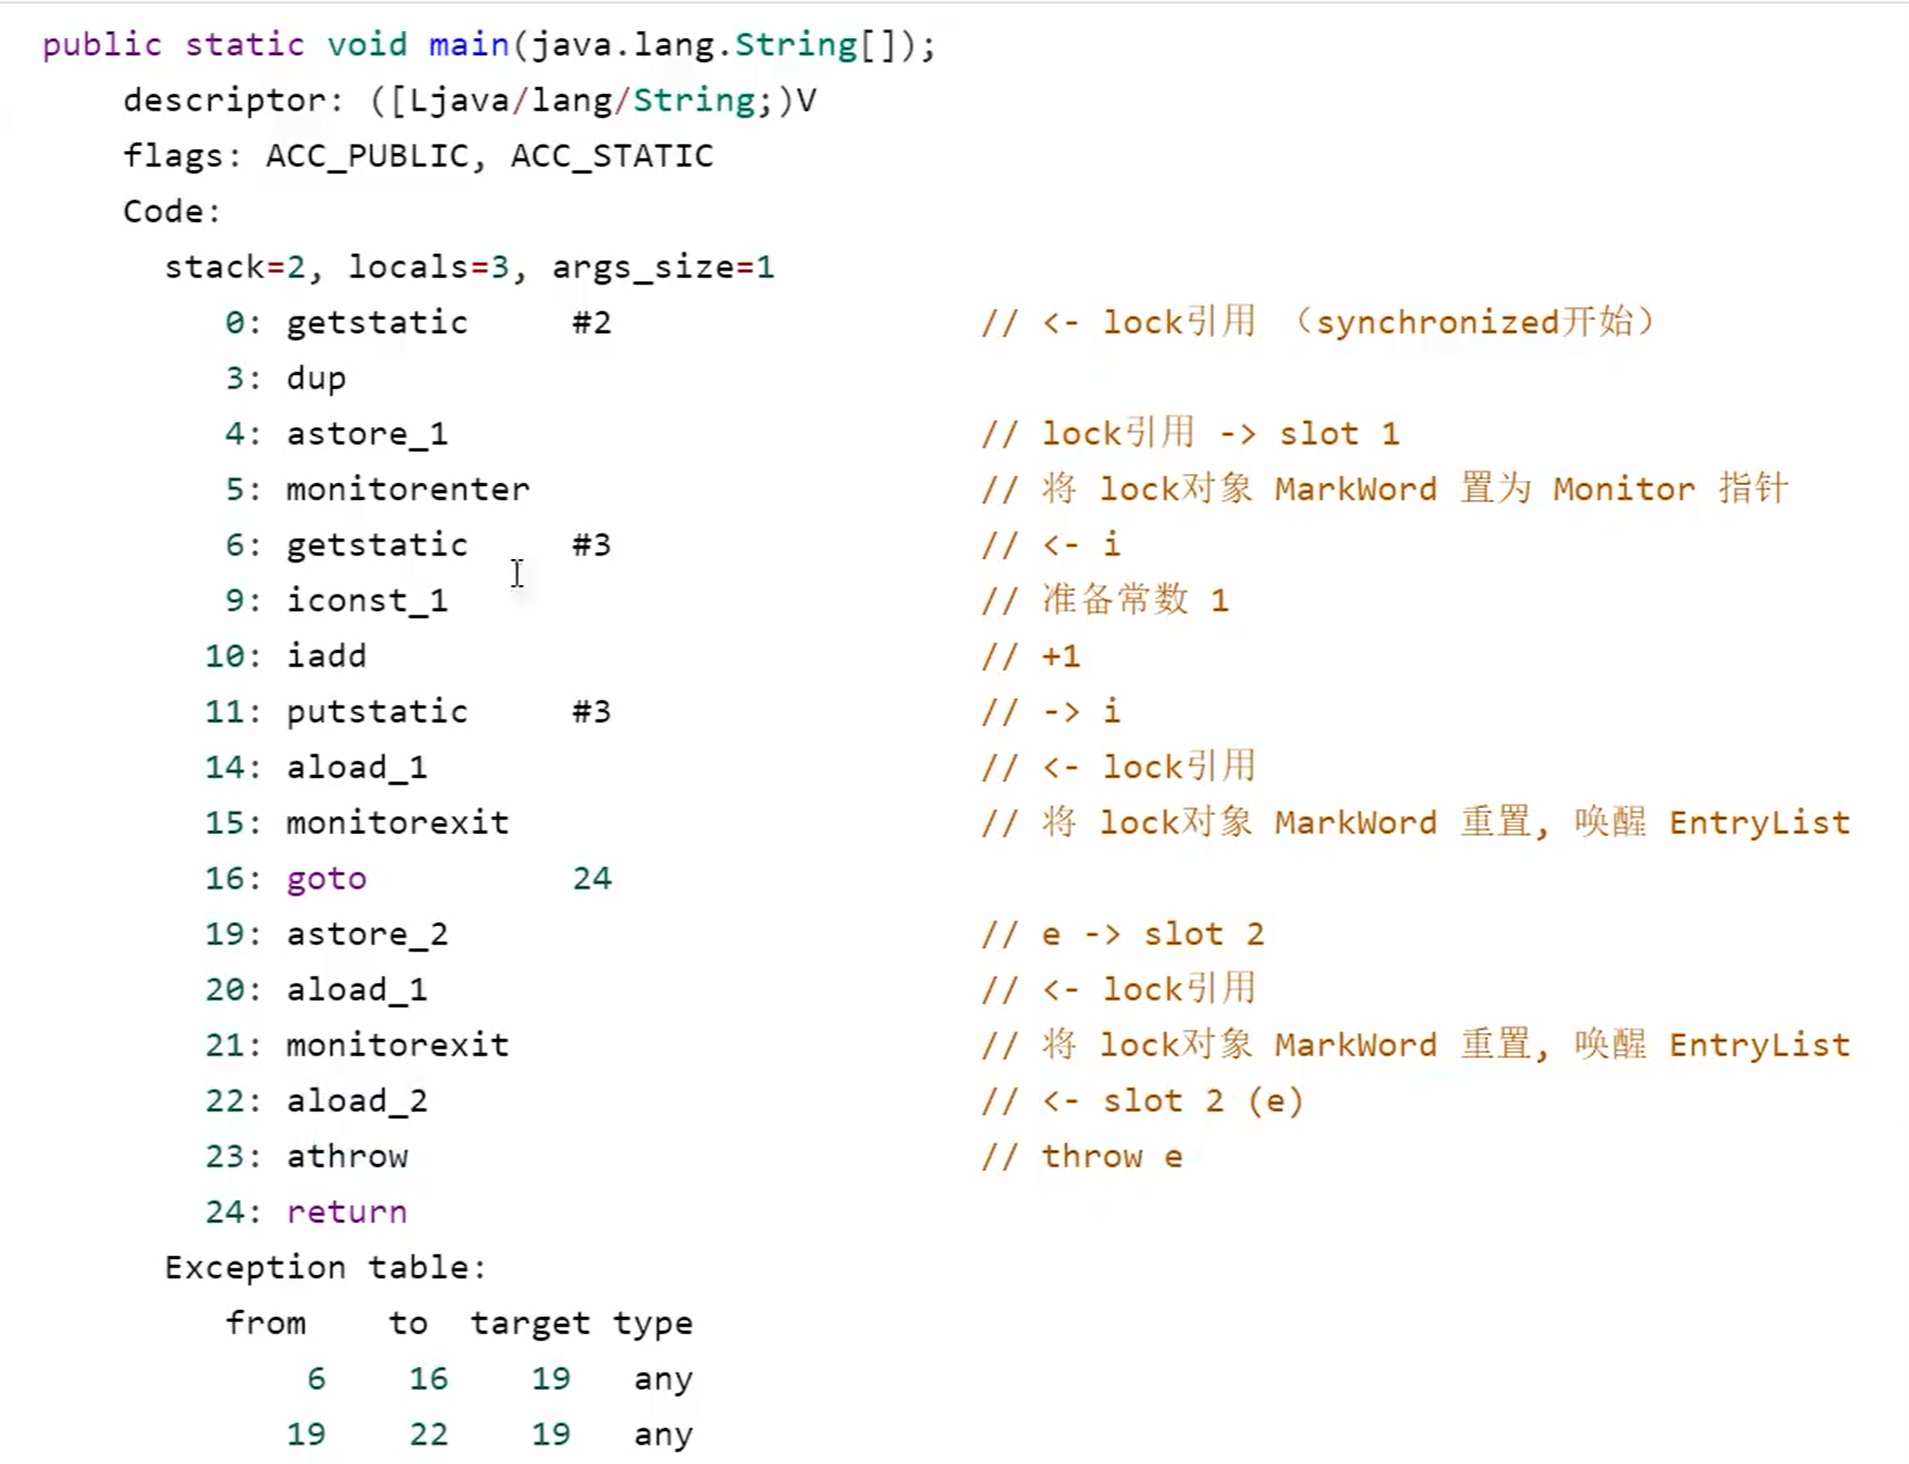 public static void main(java.lang.String[]);
descriptor: ([Ljava/lang/String;)V
flags: ACC_PUBLIC, ACC_STATIC
Code:
stack=2, locals=3, args_size=1
0: getstatic #2 // <- lock引用 （synchronized开始）
3: dup
4: astore_1 // lock引用 -> slot 1
5: monitorenter // 将 lock对象 MarkWord 置为 Monitor 指针
6: getstatic #3 // <- i
9: iconst_1 // 准备常数 1
10: iadd // +1
11: putstatic #3 // -> i
14: aload_1 // <- lock引用
15: monitorexit // 将 lock对象 MarkWord 重置, 唤醒 EntryList
16: goto 24
19: astore_2 // e -> slot 2
20: aload_1 // <- lock引用
21: monitorexit // 将 lock对象 MarkWord 重置, 唤醒 EntryList
22: aload_2 // <- slot 2 (e)
23: athrow // throw e
24: return
Exception table:
from to target type
6 16 19 any
19 22 19 any